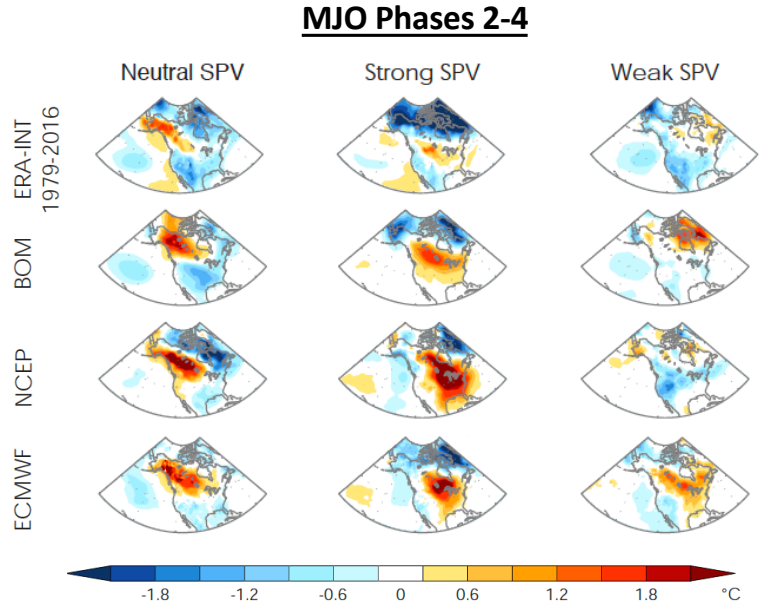 MJO Phases 2-4
Neutral SPV
Strong SPV
Weak SPV
ERA-INT
1979-2016
BOM
NCEP
ECMWF
-1.8 -1.2 -0.6 0 0.6 1.2 1.8 °C